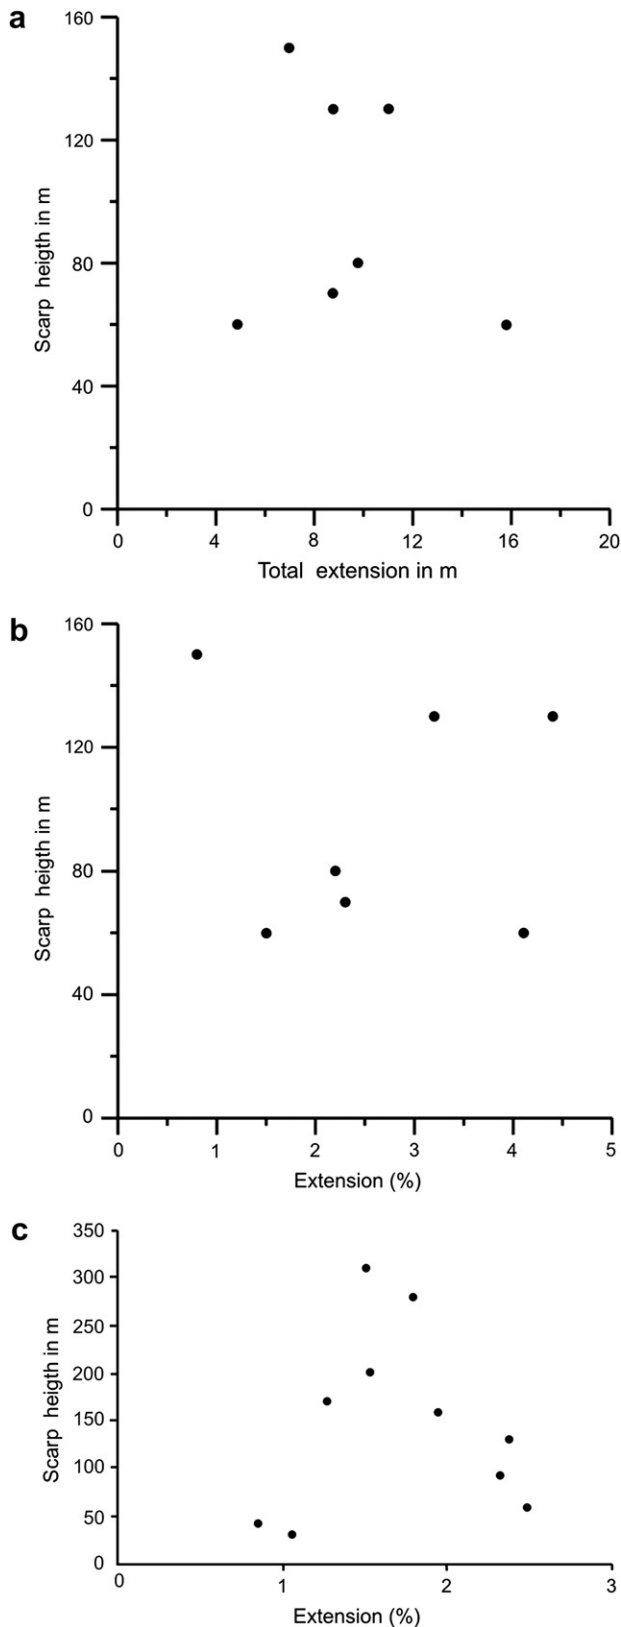 a
160
120
80
40
0
Scarp heigth in m
0 4 8 12 16 20
Total extension in m
b
160
120
80
40
0
Scarp heigth in m
0 1 2 3 4 5
Extension (%)
c
350
300
250
200
150
100
50
0
Scarp heigth in m
0 1 2 3
Extension (%)